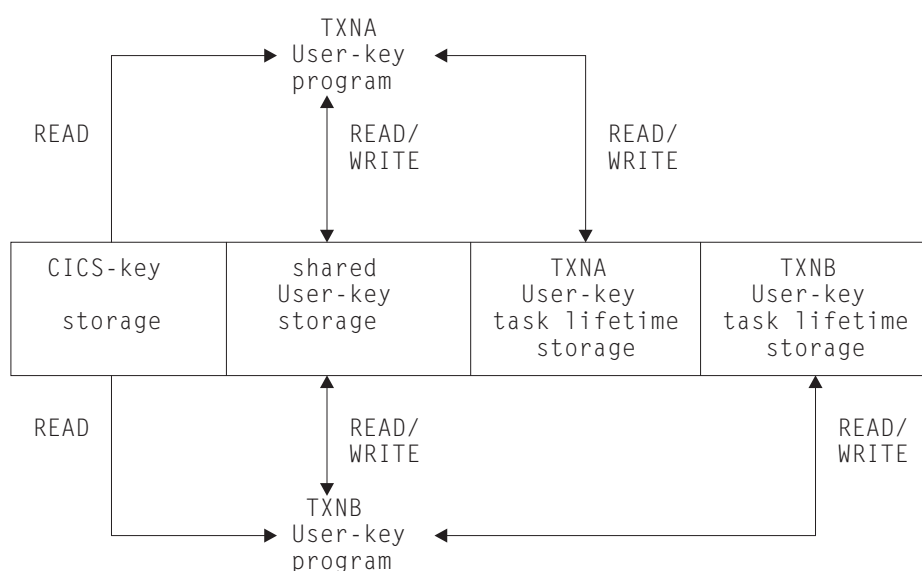 TXNA
User-key
program
READ
READ/
WRITE
READ/
WRITE
CICS-key
storage
shared
User-key
storage
TXNA
User-key
task lifetime
storage
TXNB
User-key
task lifetime
storage
READ
READ/
WRITE
READ/
WRITE
TXNB
User-key
program